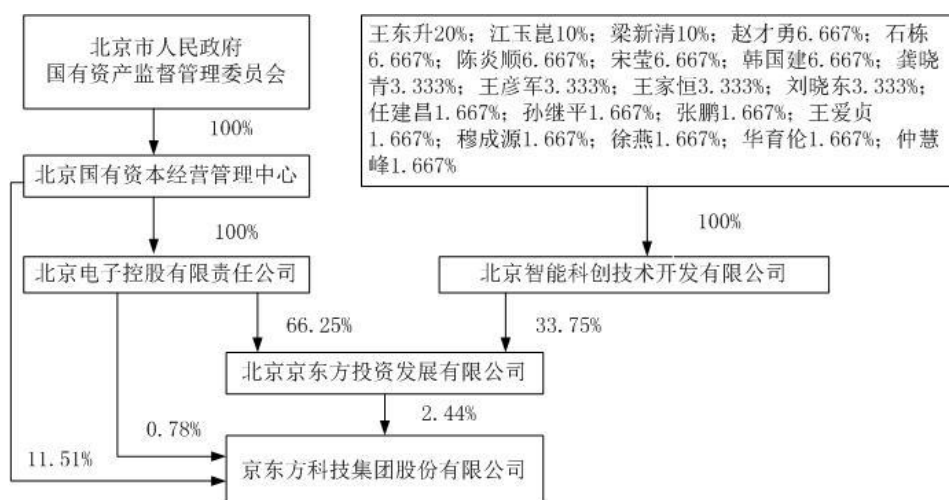 北京市人民政府
国有资产监督管理委员会
王东升20%; 江玉崑10%; 梁新清10%; 赵才勇6.667%; 石栋
6.667%; 陈炎顺6.667%; 宋莹6.667%; 韩国建6.667%; 龚晓
青3.333%; 王彦军3.333%; 王家恒3.333%; 刘晓东3.333%;
任建昌1.667%; 孙继平1.667%; 张鹏1.667%; 王爱贞
1.667%; 穆成源1.667%; 徐燕1.667%; 华育伦1.667%; 仲慧
峰1.667%
100%
北京国有资本经营管理中心
100%
100%
北京电子控股有限责任公司
北京智能科创技术开发有限公司
66.25%
33.75%
北京京东方投资发展有限公司
2.44%
0.78%
11.51%
京东方科技集团股份有限公司